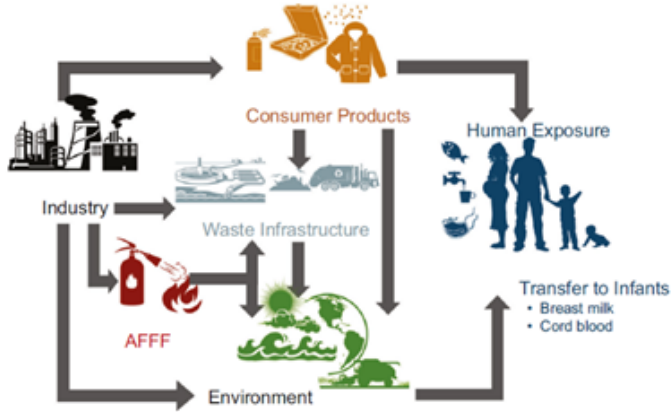 Consumer Products
Human Exposure
Industry
Waste Infrastructure
Transfer to Infants
• Breast milk
• Cord blood
AFFF
Environment